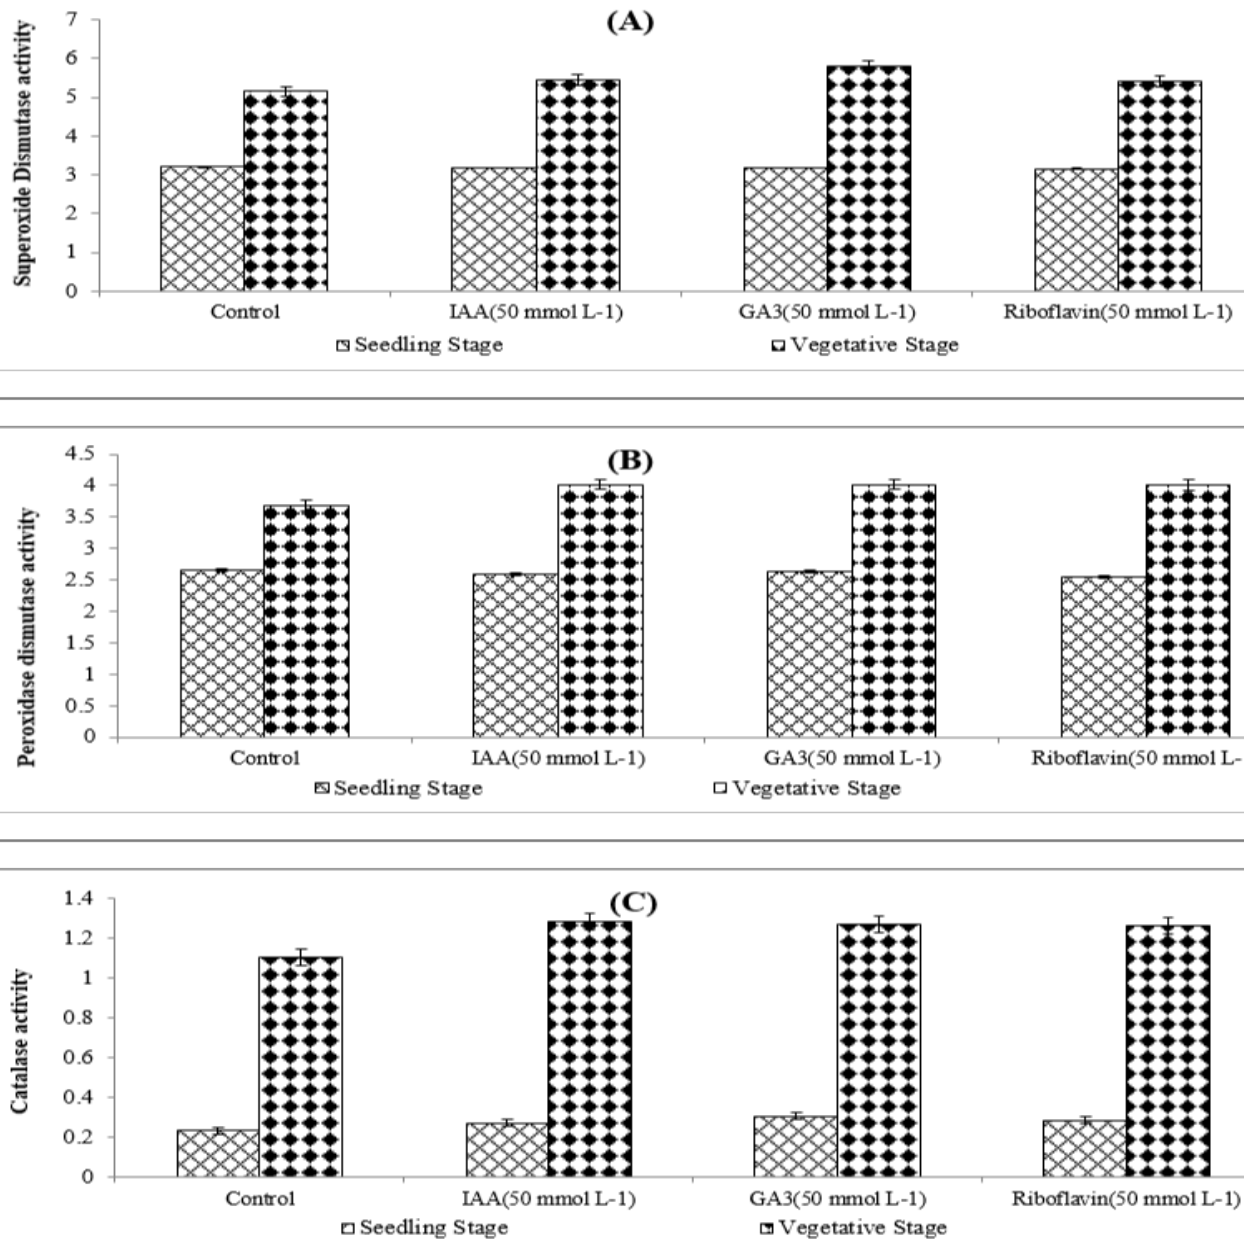 (A)
Superoxide Dismutase activity
7
6
5
4
3
2
1
0
Control IAA(50 mmol L-1) GA3(50 mmol L-1) Riboflavin(50 mmol L-1)
Seedling Stage Vegetative Stage
(B)
Peroxidase dismutase activity
4.5
4
3.5
3
2.5
2
1.5
1
0.5
0
Control IAA(50 mmol L-1) GA3(50 mmol L-1) Riboflavin(50 mmol L-
Seedling Stage Vegetative Stage
(C)
Catalase activity
1.4
1.2
1
0.8
0.6
0.4
0.2
0
Control IAA(50 mmol L-1) GA3(50 mmol L-1) Riboflavin(50 mmol L-1)
Seedling Stage Vegetative Stage